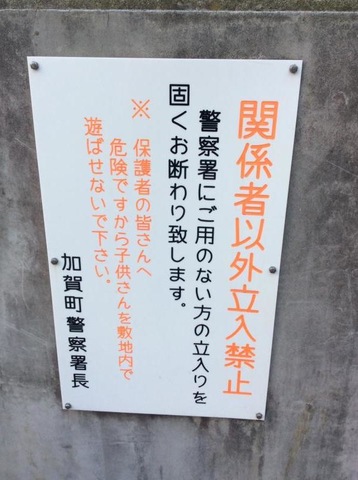 関係者以外立入禁止
警察署にご用のない方の立入りを
固くお断わり致します。
※ 保護者の皆さんへ
危険ですから子供さんを敷地内で
遊ばせないで下さい。
加賀町警察署長